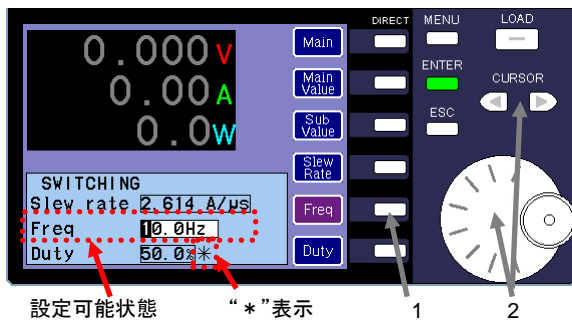 DIRECT MENU LOAD
0.000V Main
ENTER
0.00A Main Value
CURSOR
ESC
0.0W Sub Value
Slew Rate
SWITCHING
Slew rate 2.614 A/µs
Freq 10.0Hz Freq
Duty 50.0%* Duty
設定可能状態 “*”表示 1 2